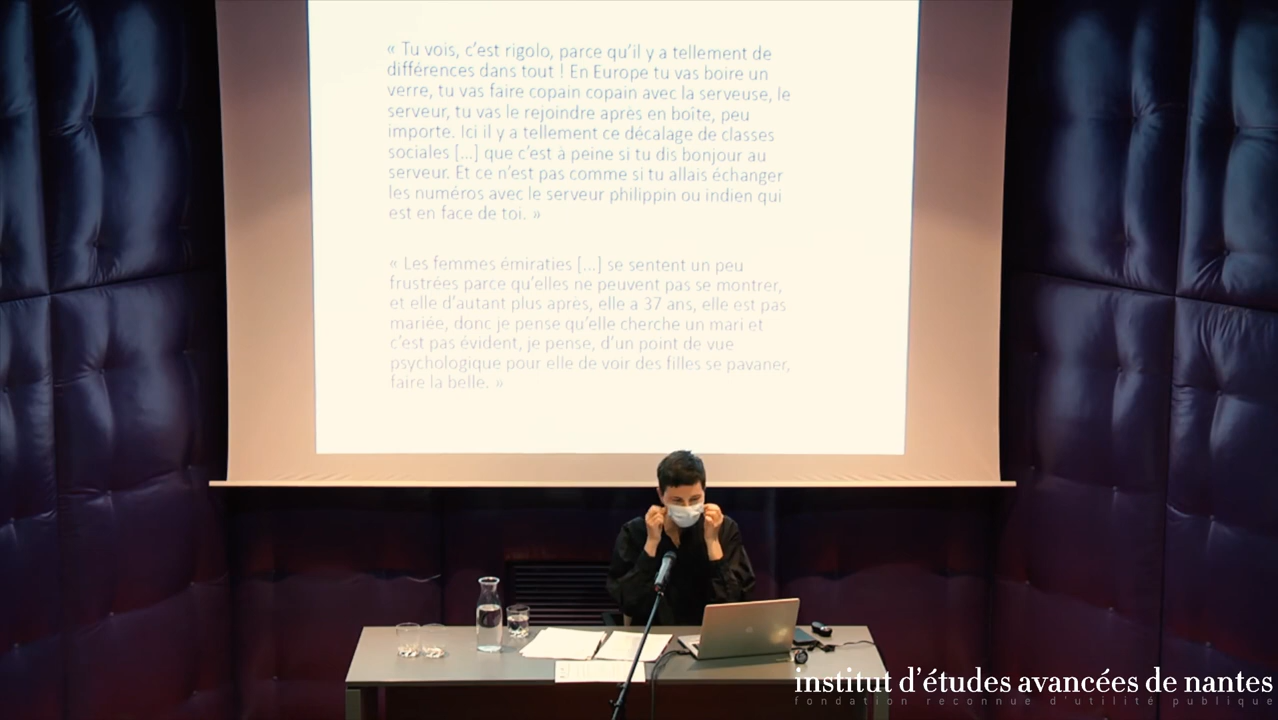 « Tu vois, c'est rigolo, parce qu'il y a tellement de
différences dans tout ! En Europe tu vas boire un
verre, tu vas faire copain copain avec la serveuse, le
serveur, tu vas le rejoindre après en boîte, peu
importe. Ici il y a tellement ce décalage de classes
sociales [...] que c'est à peine si tu dis bonjour au
serveur. Et ce n'est pas comme si tu allais échanger
les numéros avec le serveur philippin ou indien qui
est en face de toi. »
« Les femmes émiraties [...] se sentent un peu
frustrées parce qu'elles ne peuvent pas se montrer,
et elle d'autant plus après, elle a 37 ans, elle est pas
mariée, donc je pense qu'elle cherche un mari et
c'est pas évident, je pense, d'un point de vue
psychologique pour elle de voir des filles se pavaner,
faire la belle. »
institut d'études avancées de nantes
fondation reconnue d'utilité publique